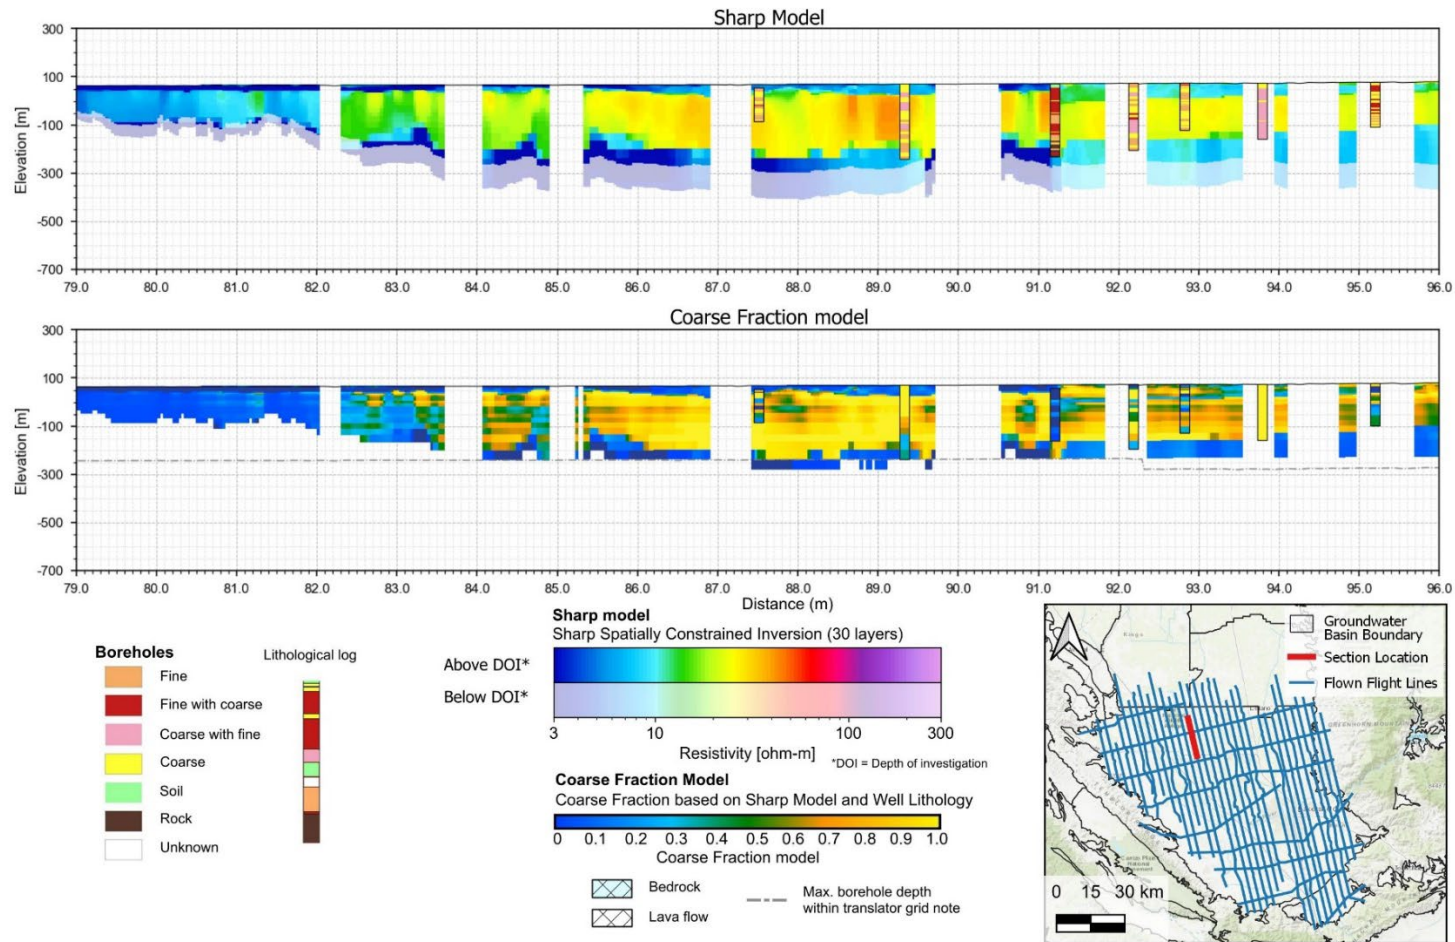 Sharp Model
300
100
-100
-300
-500
-700
Elevation [m]
79.0 80.0 81.0 82.0 83.0 84.0 85.0 86.0 87.0 88.0 89.0 90.0 91.0 92.0 93.0 94.0 95.0 96.0
Coarse Fraction model
300
100
-100
-300
-500
-700
Elevation [m]
79.0 80.0 81.0 82.0 83.0 84.0 85.0 86.0 87.0 88.0 89.0 90.0 91.0 92.0 93.0 94.0 95.0 96.0
Distance (m)
Boreholes
Lithological log
Fine
Fine with coarse
Coarse with fine
Coarse
Soil
Rock
Unknown
Sharp model
Sharp Spatially Constrained Inversion (30 layers)
Above DOI*
Below DOI*
3 10 100 300
Resistivity [ohm-m]
*DOI = Depth of investigation
Coarse Fraction Model
Coarse Fraction based on Sharp Model and Well Lithology
0 0.1 0.2 0.3 0.4 0.5 0.6 0.7 0.8 0.9 1.0
Coarse Fraction model
Bedrock
Lava flow
Max. borehole depth
within translator grid note
Groundwater
Basin Boundary
Section Location
Flown Flight Lines
Kings
0 15 30 km